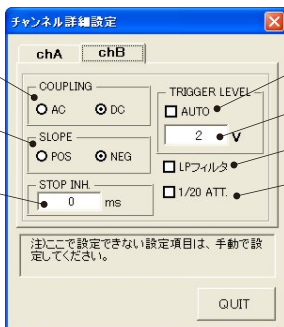 チャンネル詳細設定
chA chB
COUPLING
AC DC
SLOPE
POS NEG
STOP INH.
0 ms
TRIGGER LEVEL
AUTO
2 V
LPフィルタ
1/20 ATT.
注)ここで設定できない設定項目は、手動で設
定してください。
QUIT